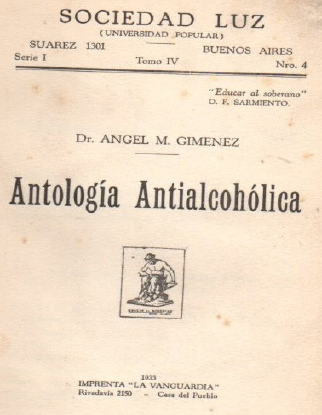 SOCIEDAD LUZ
(UNIVERSIDAD POPULAR)
SUAREZ 1301 BUENOS AIRES
Serie I Tomo IV Nro. 4
"Educar al soberano"
D. F. SARMIENTO.
Dr. ANGEL M. GIMENEZ
Antología Antialcohólica
1933
IMPRENTA "LA VANGUARDIA"
Rivadavia 2150 - Casa del Pueblo